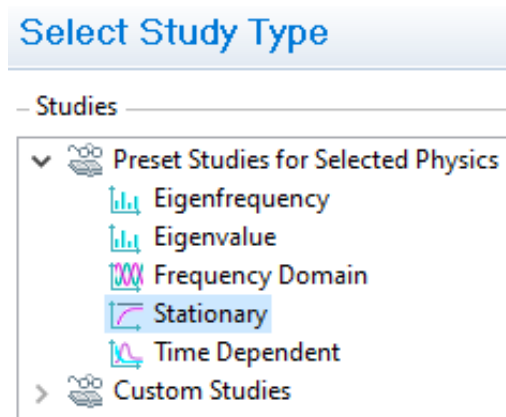 Select Study Type
Studies
Preset Studies for Selected Physics
Eigenfrequency
Eigenvalue
Frequency Domain
Stationary
Time Dependent
Custom Studies